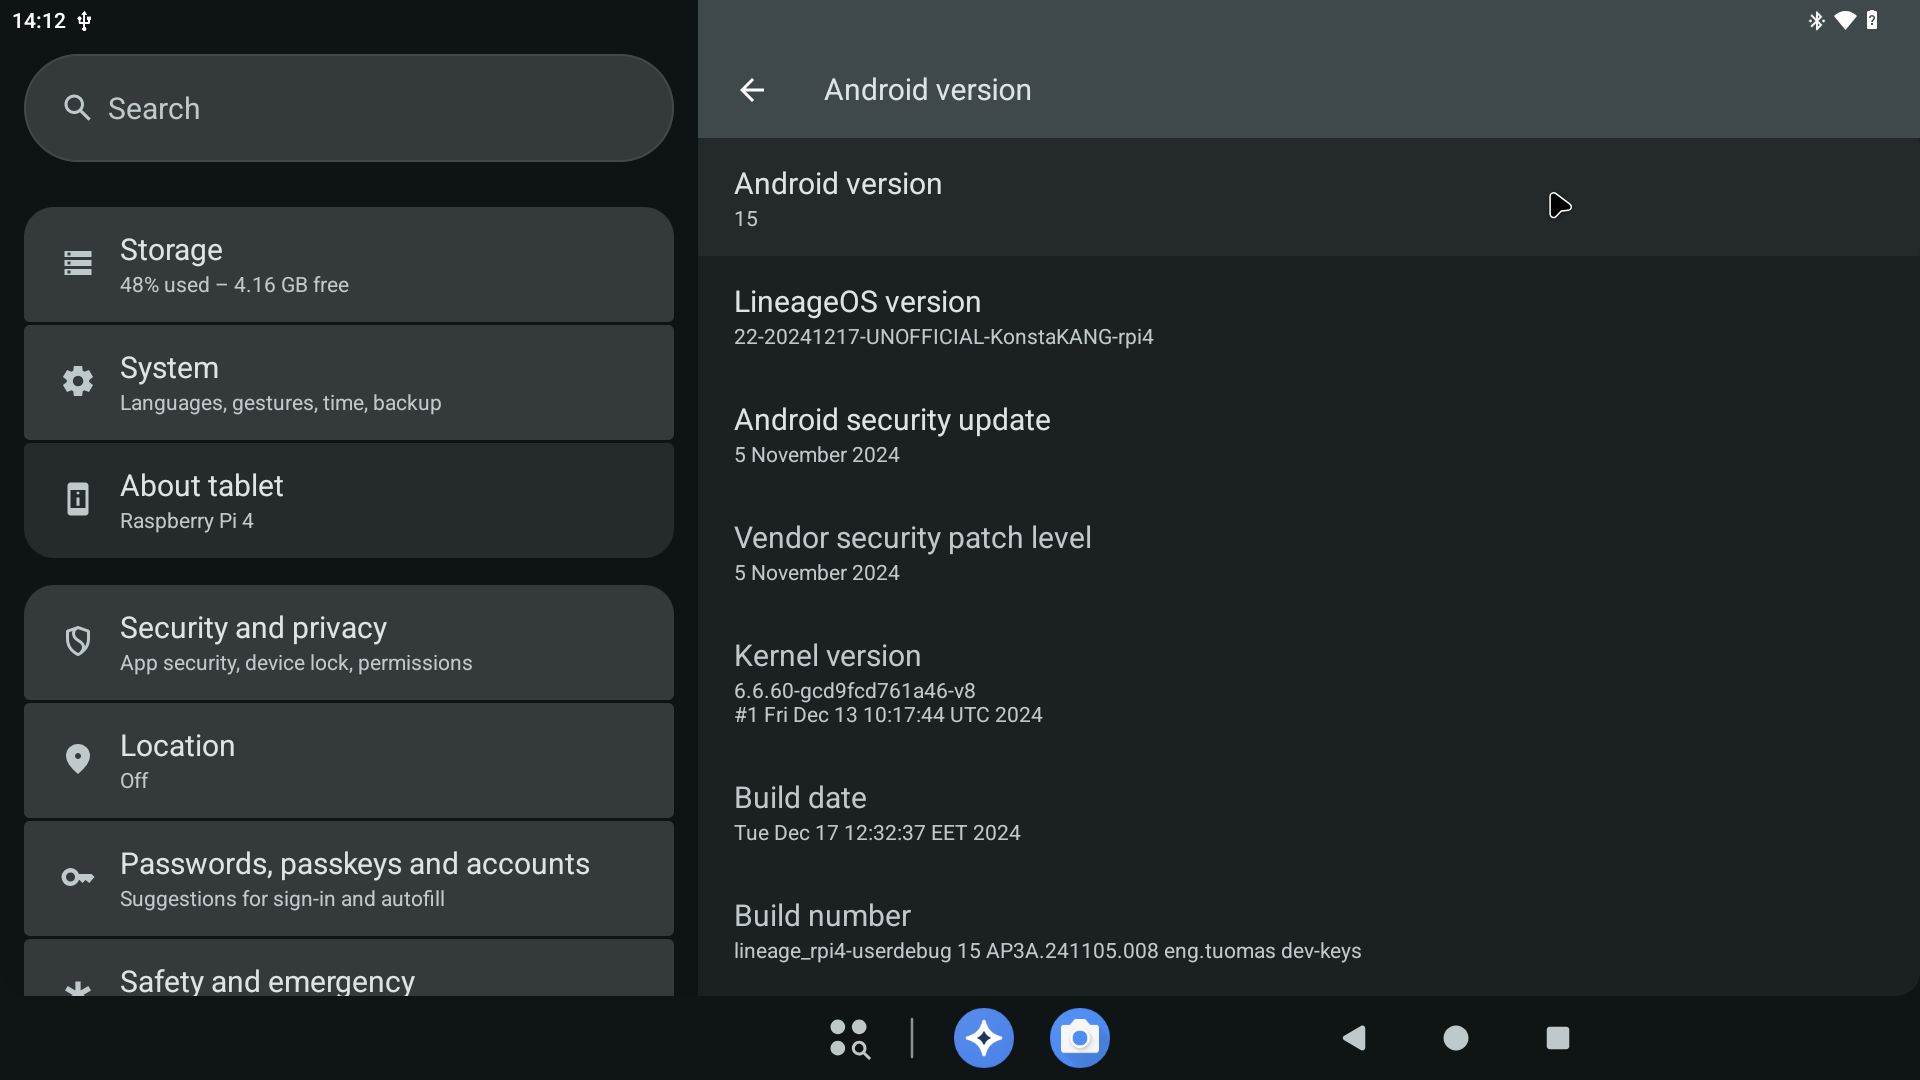 14:12
Search
Storage
48% used – 4.16 GB free
System
Languages, gestures, time, backup
About tablet
Raspberry Pi 4
Security and privacy
App security, device lock, permissions
Location
Off
Passwords, passkeys and accounts
Suggestions for sign-in and autofill
Safety and emergency
Android version
Android version
15
LineageOS version
22-20241217-UNOFFICIAL-KonstaKANG-rpi4
Android security update
5 November 2024
Vendor security patch level
5 November 2024
Kernel version
6.6.60-gcd9fcd761a46-v8
#1 Fri Dec 13 10:17:44 UTC 2024
Build date
Tue Dec 17 12:32:37 EET 2024
Build number
lineage_rpi4-userdebug 15 AP3A.241105.008 eng.tuomas dev-keys